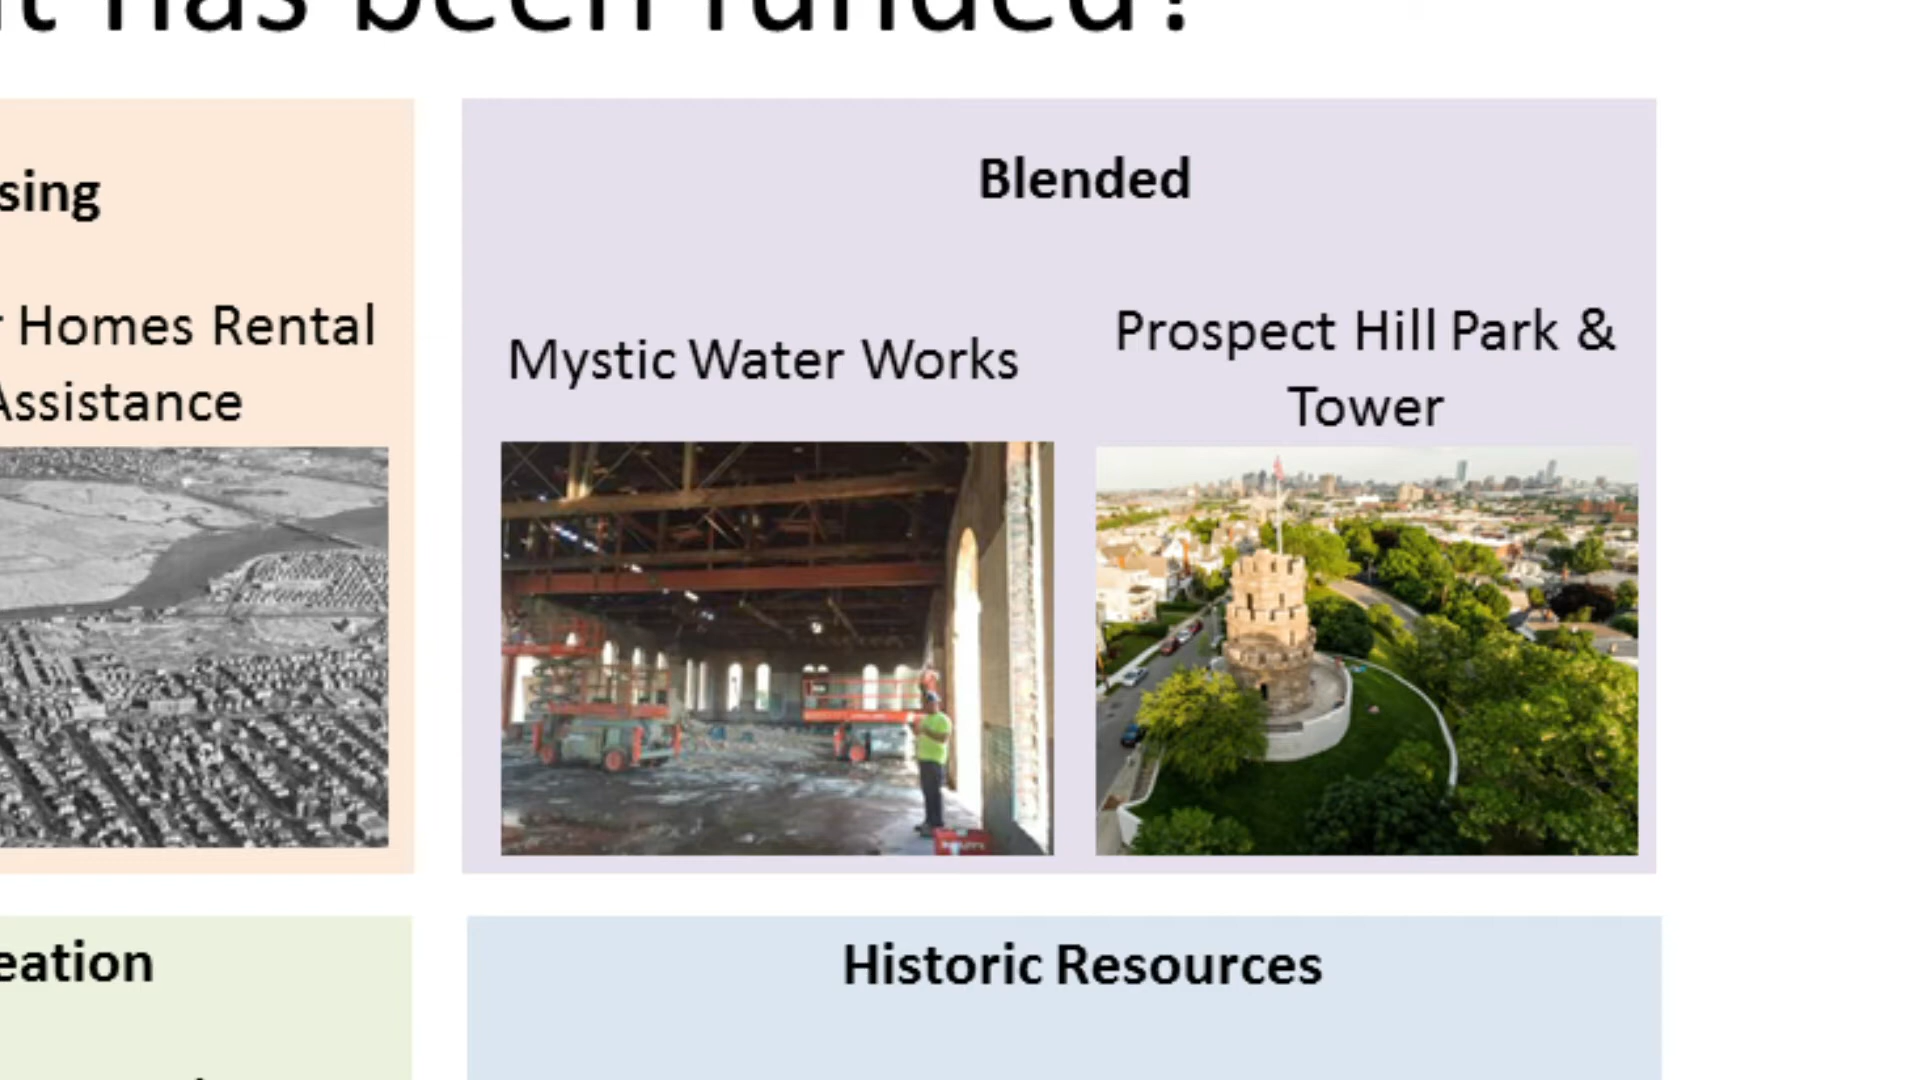 has been funded?
Blended
sing
Homes Rental
Assistance
Mystic Water Works
Prospect Hill Park &
Tower
eation
Historic Resources